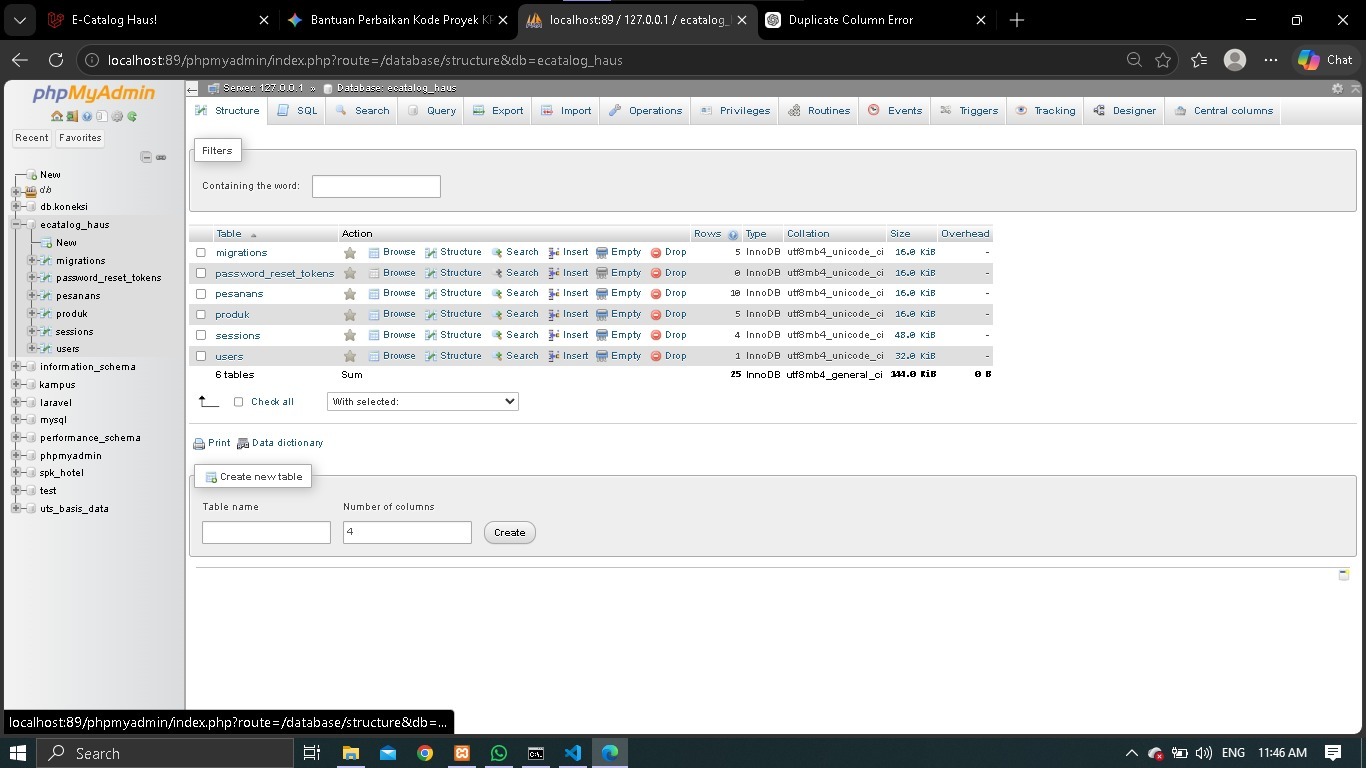 E-Catalog Haus!
Bantuan Perbaikan Kode Proyek KP
localhost:89 / 127.0.0.1 / ecatalog_
Duplicate Column Error
localhost:89/phpmyadmin/index.php?route=/database/structure&db=ecatalog_haus
Chat
phpMyAdmin
Recent
Favorites
New
db
db.koneksi
ecatalog_haus
New
migrations
password_reset_tokens
pesanans
produk
sessions
users
information_schema
kampus
laravel
mysql
performance_schema
phpmyadmin
spk_hotel
test
uts_basis_data
Server: 127.0.0.1 » Database: ecatalog_haus
Structure SQL Search Query Export Import Operations Privileges Routines Events Triggers Tracking Designer Central columns
Filters
Containing the word:
Table Action Rows Type Collation Size Overhead
migrations Browse Structure Search Insert Empty Drop 5 InnoDB utf8mb4_unicode_ci 16.0 KiB -
password_reset_tokens Browse Structure Search Insert Empty Drop 0 InnoDB utf8mb4_unicode_ci 16.0 KiB -
pesanans Browse Structure Search Insert Empty Drop 10 InnoDB utf8mb4_unicode_ci 16.0 KiB -
produk Browse Structure Search Insert Empty Drop 5 InnoDB utf8mb4_unicode_ci 16.0 KiB -
sessions Browse Structure Search Insert Empty Drop 4 InnoDB utf8mb4_unicode_ci 48.0 KiB -
users Browse Structure Search Insert Empty Drop 1 InnoDB utf8mb4_unicode_ci 32.0 KiB -
6 tables Sum 25 InnoDB utf8mb4_general_ci 144.0 KiB 0 B
Check all With selected:
Print Data dictionary
Create new table
Table name Number of columns
4 Create
localhost:89/phpmyadmin/index.php?route=/database/structure&db=...
Search
ENG 11:46 AM